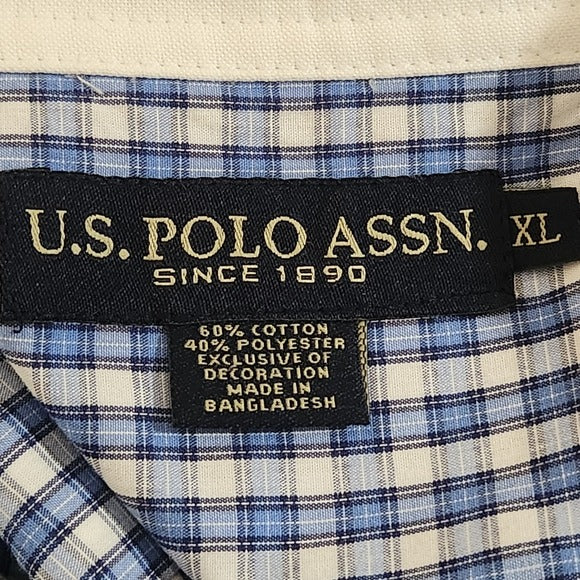 U.S. POLO ASSN.
SINCE 1890
XL
60% COTTON
40% POLYESTER
EXCLUSIVE OF
DECORATION
MADE IN
BANGLADESH